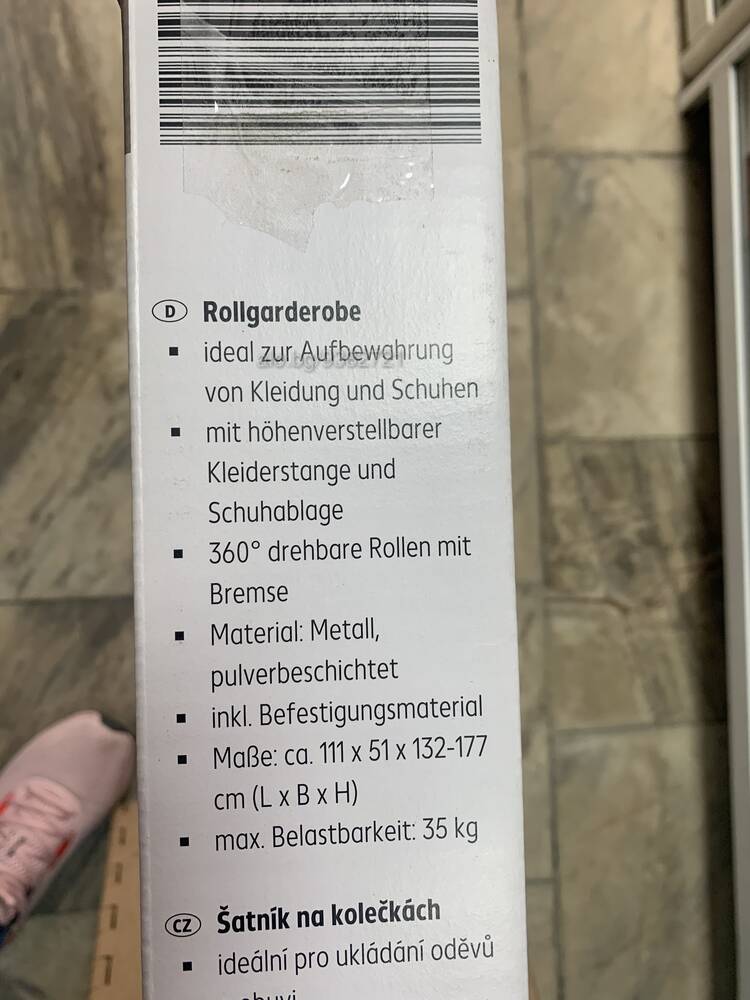 D Rollgarderobe
▪ ideal zur Aufbewahrung
von Kleidung und Schuhen
▪ mit höhenverstellbarer
Kleiderstange und
Schuhablage
▪ 360° drehbare Rollen mit
Bremse
▪ Material: Metall,
pulverbeschichtet
▪ inkl. Befestigungsmaterial
▪ Maße: ca. 111 x 51 x 132-177
cm (L x B x H)
▪ max. Belastbarkeit: 35 kg
CZ Šatník na kolečkách
▪ ideální pro ukládání oděvů